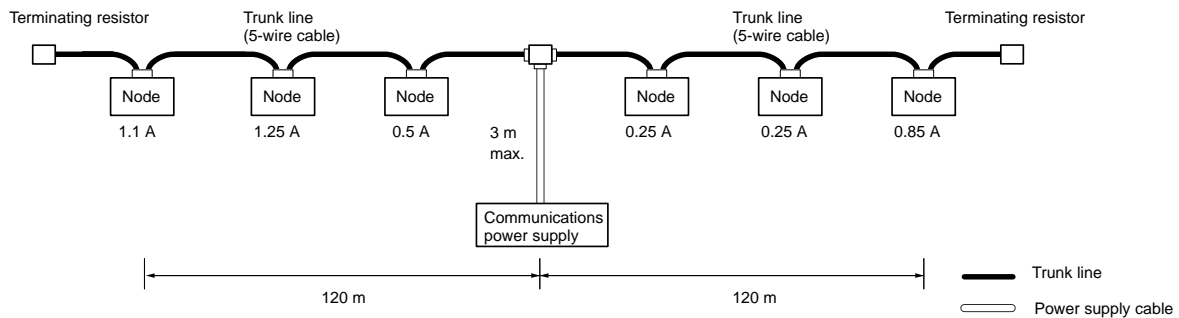 Terminating resistor
Trunk line
(5-wire cable)
Trunk line
(5-wire cable)
Terminating resistor
Node
Node
Node
Node
Node
Node
1.1 A
1.25 A
0.5 A
3 m
max.
0.25 A
0.25 A
0.85 A
Communications
power supply
120 m
120 m
Trunk line
Power supply cable